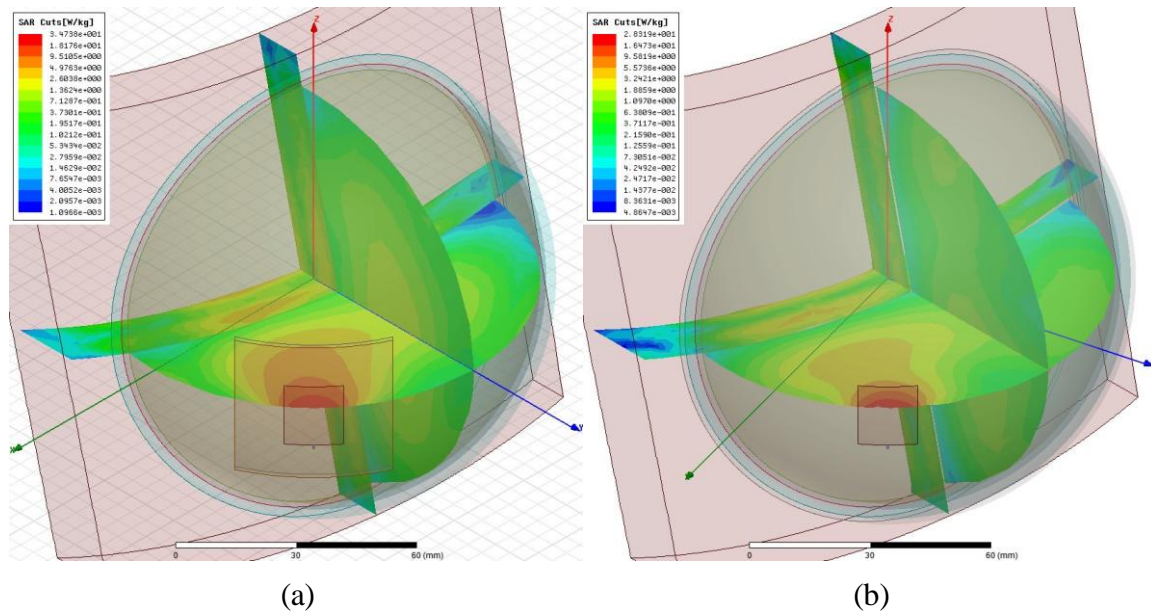 SAR Cuts[W/kg]
3.4738e+001
1.8176e+001
9.5105e+000
4.9763e+000
2.6038e+000
1.3624e+000
7.1287e-001
3.7301e-001
1.9517e-001
1.0212e-001
5.3434e-002
2.7959e-002
1.4629e-002
7.6547e-003
4.0052e-003
2.0957e-003
1.0966e-003
Z
X
Y
0
30
60 (mm)
(a)
SAR Cuts[W/kg]
2.8319e+001
1.6473e+001
9.5819e+000
5.5736e+000
3.2421e+000
1.8859e+000
1.0970e+000
6.3809e-001
3.7117e-001
2.1590e-001
1.2559e-001
7.3051e-002
4.2492e-002
2.4717e-002
1.4377e-002
8.3631e-003
4.8647e-003
Z
0
30
60 (mm)
(b)